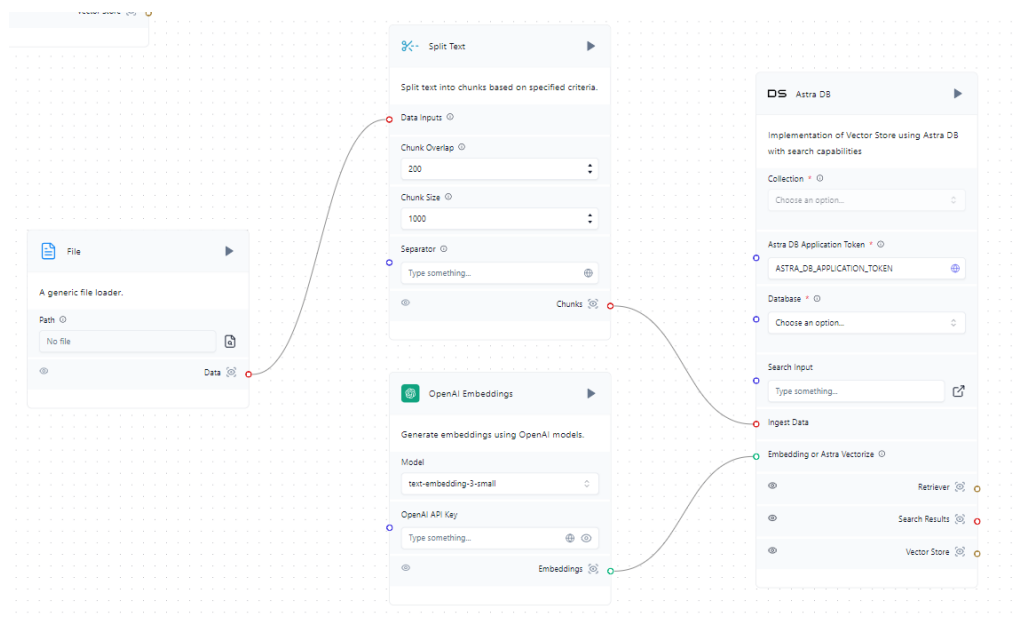 Vector Store
Split Text
Split text into chunks based on specified criteria.
Data Inputs
Chunk Overlap
200
Chunk Size
1000
Separator
Type something...
Chunks
File
A generic file loader.
Path
No file
Data
OpenAI Embeddings
Generate embeddings using OpenAI models.
Model
text-embedding-3-small
OpenAI API Key
Type something...
Embeddings
DS Astra DB
Implementation of Vector Store using Astra DB
with search capabilities
Collection *
Choose an option...
Astra DB Application Token *
ASTRA_DB_APPLICATION_TOKEN
Database *
Choose an option...
Search Input
Type something...
Ingest Data
Embedding or Astra Vectorize
Retriever
Search Results
Vector Store